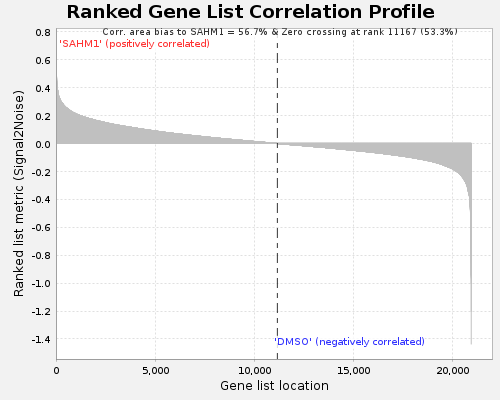 Ranked Gene List Correlation Profile
Corr. area bias to SAHM1 = 56.7% & Zero crossing at rank 11167 (53.3%)
'SAHM1' (positively correlated)
0.8
0.6
0.4
0.2
0.0
-0.2
-0.4
-0.6
-0.8
-1.0
-1.2
-1.4
Ranked list metric (Signal2Noise)
'DMSO' (negatively correlated)
0 5,000 10,000 15,000 20,000
Gene list location